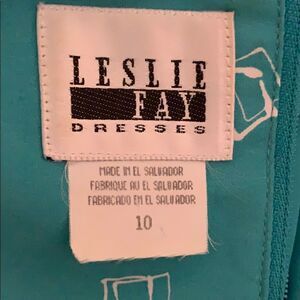 LESLIE
FAY
DRESSES
MADE IN EL SALVADOR
FABRIQUE AU EL SALVADOR
FABRICADO EN EL SALVADOR
10